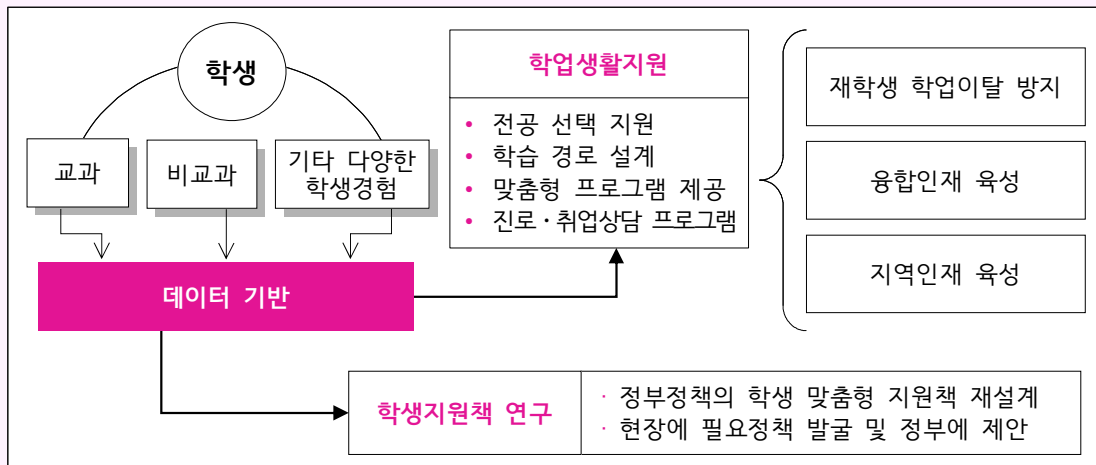 학생
교과
비교과
기타 다양한
학생경험
데이터 기반
학업생활지원
• 전공 선택 지원
• 학습 경로 설계
• 맞춤형 프로그램 제공
• 진로·취업상담 프로그램
재학생 학업이탈 방지
융합인재 육성
지역인재 육성
학생지원책 연구
· 정부정책의 학생 맞춤형 지원책 재설계
· 현장에 필요정책 발굴 및 정부에 제안